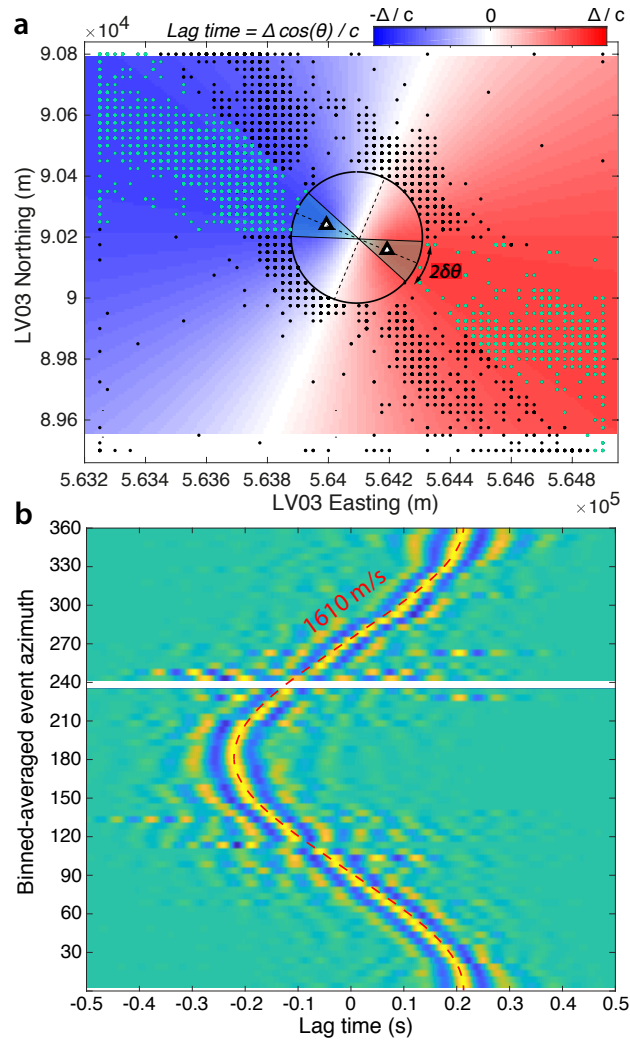 a
Lag time = Δ cos(θ) / c
-Δ / c 0 Δ / c
× 10⁴
9.08
9.06
9.04
9.02
9
8.98
8.96
LV03 Northing (m)
2δθ
5.632 5.634 5.636 5.638 5.64 5.642 5.644 5.646 5.648
LV03 Easting (m)
× 10⁵
b
360
330
300
270
240
210
180
150
120
90
60
30
Binned-averaged event azimuth
1610 m/s
-0.5 -0.4 -0.3 -0.2 -0.1 0 0.1 0.2 0.3 0.4 0.5
Lag time (s)